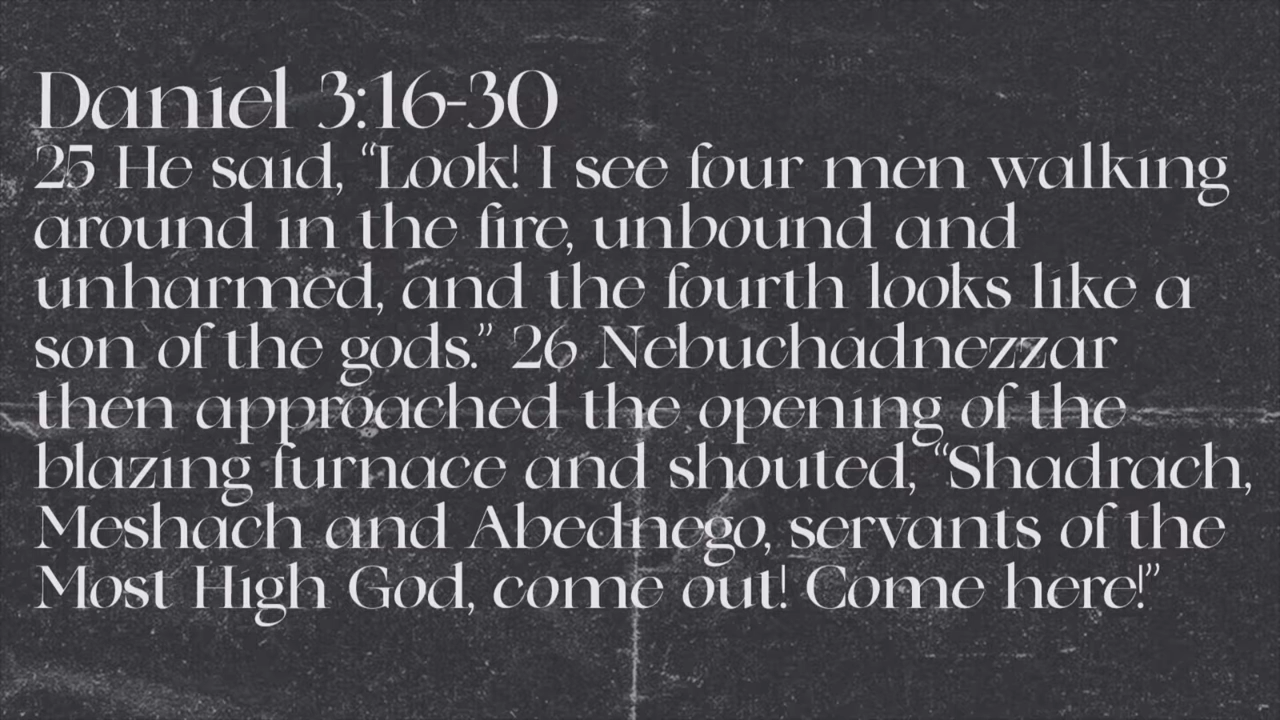 Daniel 3:16-30
25 He said, “Look! I see four men walking
around in the fire, unbound and
unharmed, and the fourth looks like a
son of the gods.” 26 Nebuchadnezzar
then approached the opening of the
blazing furnace and shouted, “Shadrach,
Meshach and Abednego, servants of the
Most High God, come out! Come here!”